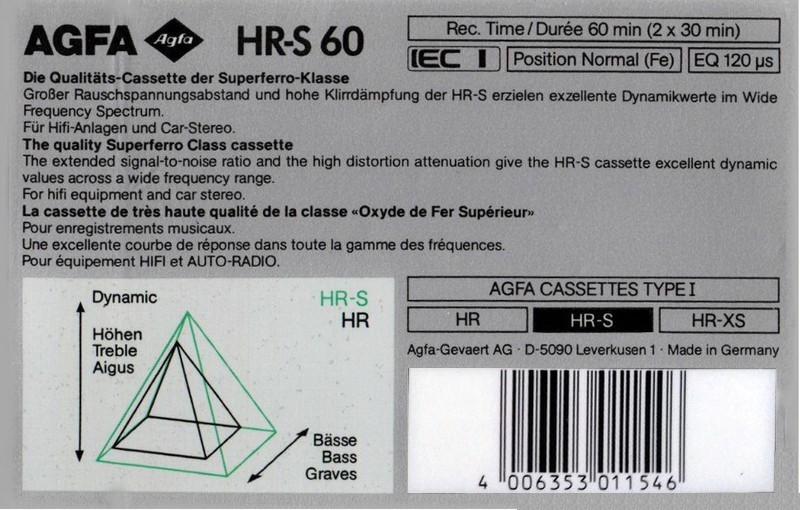 AGFA Agfa HR-S 60
Rec. Time/Durée 60 min (2 x 30 min)
IEC I Position Normal (Fe) EQ 120 µs
Die Qualitäts-Cassette der Superferro-Klasse
Großer Rauschspannungsabstand und hohe Klirrdämpfung der HR-S erzielen exzellente Dynamikwerte im Wide
Frequency Spectrum.
Für Hifi-Anlagen und Car-Stereo.
The quality Superferro Class cassette
The extended signal-to-noise ratio and the high distortion attenuation give the HR-S cassette excellent dynamic
values across a wide frequency range.
For hifi equipment and car stereo.
La cassette de très haute qualité de la classe «Oxyde de Fer Supérieur»
Pour enregistrements musicaux.
Une excellente courbe de réponse dans toute la gamme des fréquences.
Pour équipement HIFI et AUTO-RADIO.
Dynamic
HR-S
HR
Höhen
Treble
Aigus
Bässe
Bass
Graves
AGFA CASSETTES TYPE I
HR HR-S HR-XS
Agfa-Gevaert AG · D-5090 Leverkusen 1 · Made in Germany
4 006353 011546